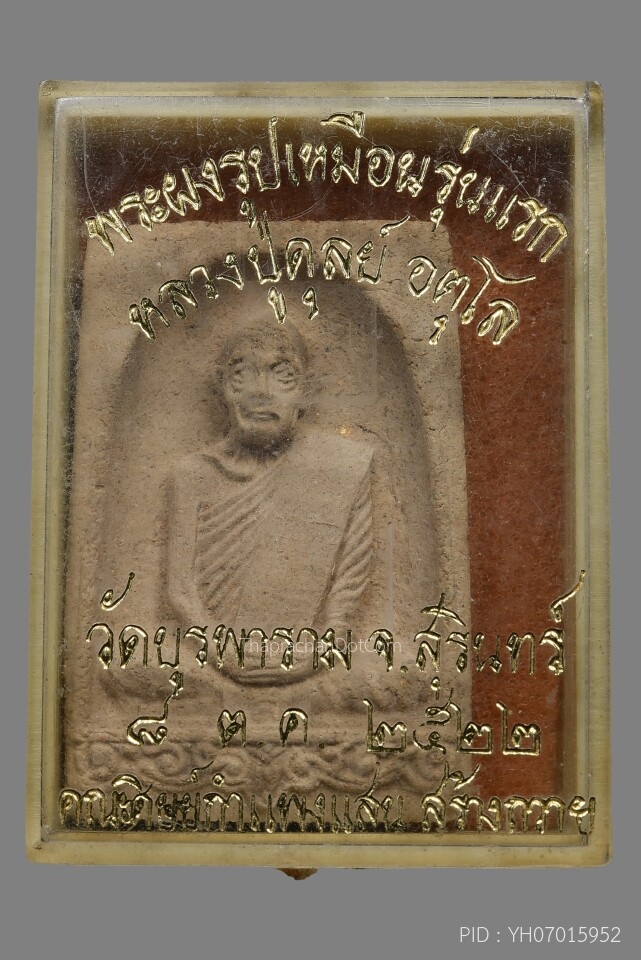 พระผงรูปเหมือนรุ่นแรก
หลวงปู่ดุลย์ อตุโล
วัดบูรพาราม จ.สุรินทร์
ThaprachanDotCom
๘ ต.ค. ๒๕๒๒
คณะศิษย์กำแพงแสน สร้างถวาย
PID : YH07015952